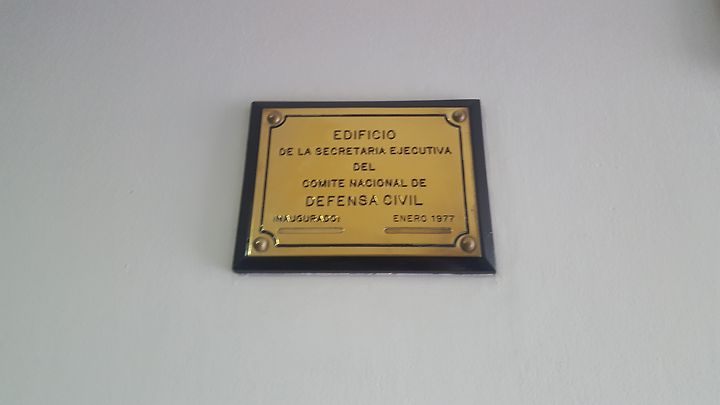 EDIFICIO
DE LA SECRETARIA EJECUTIVA
DEL
COMITE NACIONAL DE
DEFENSA CIVIL
INAUGURADO: ENERO 1977